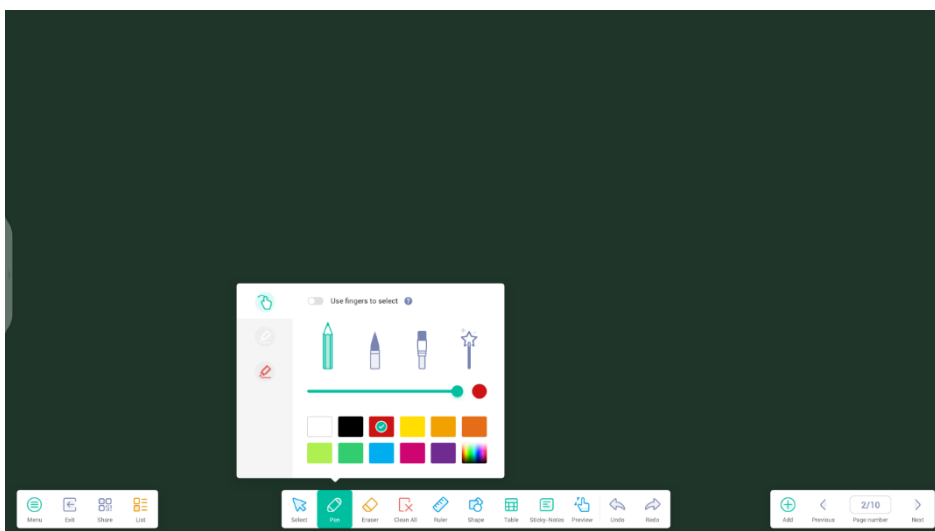 Use fingers to select ?
Menu Exit Share List Select Pen Eraser Clean All Ruler Shape Table Sticky-Notes Preview Undo Redo Add Previous 2/10 Page number Next